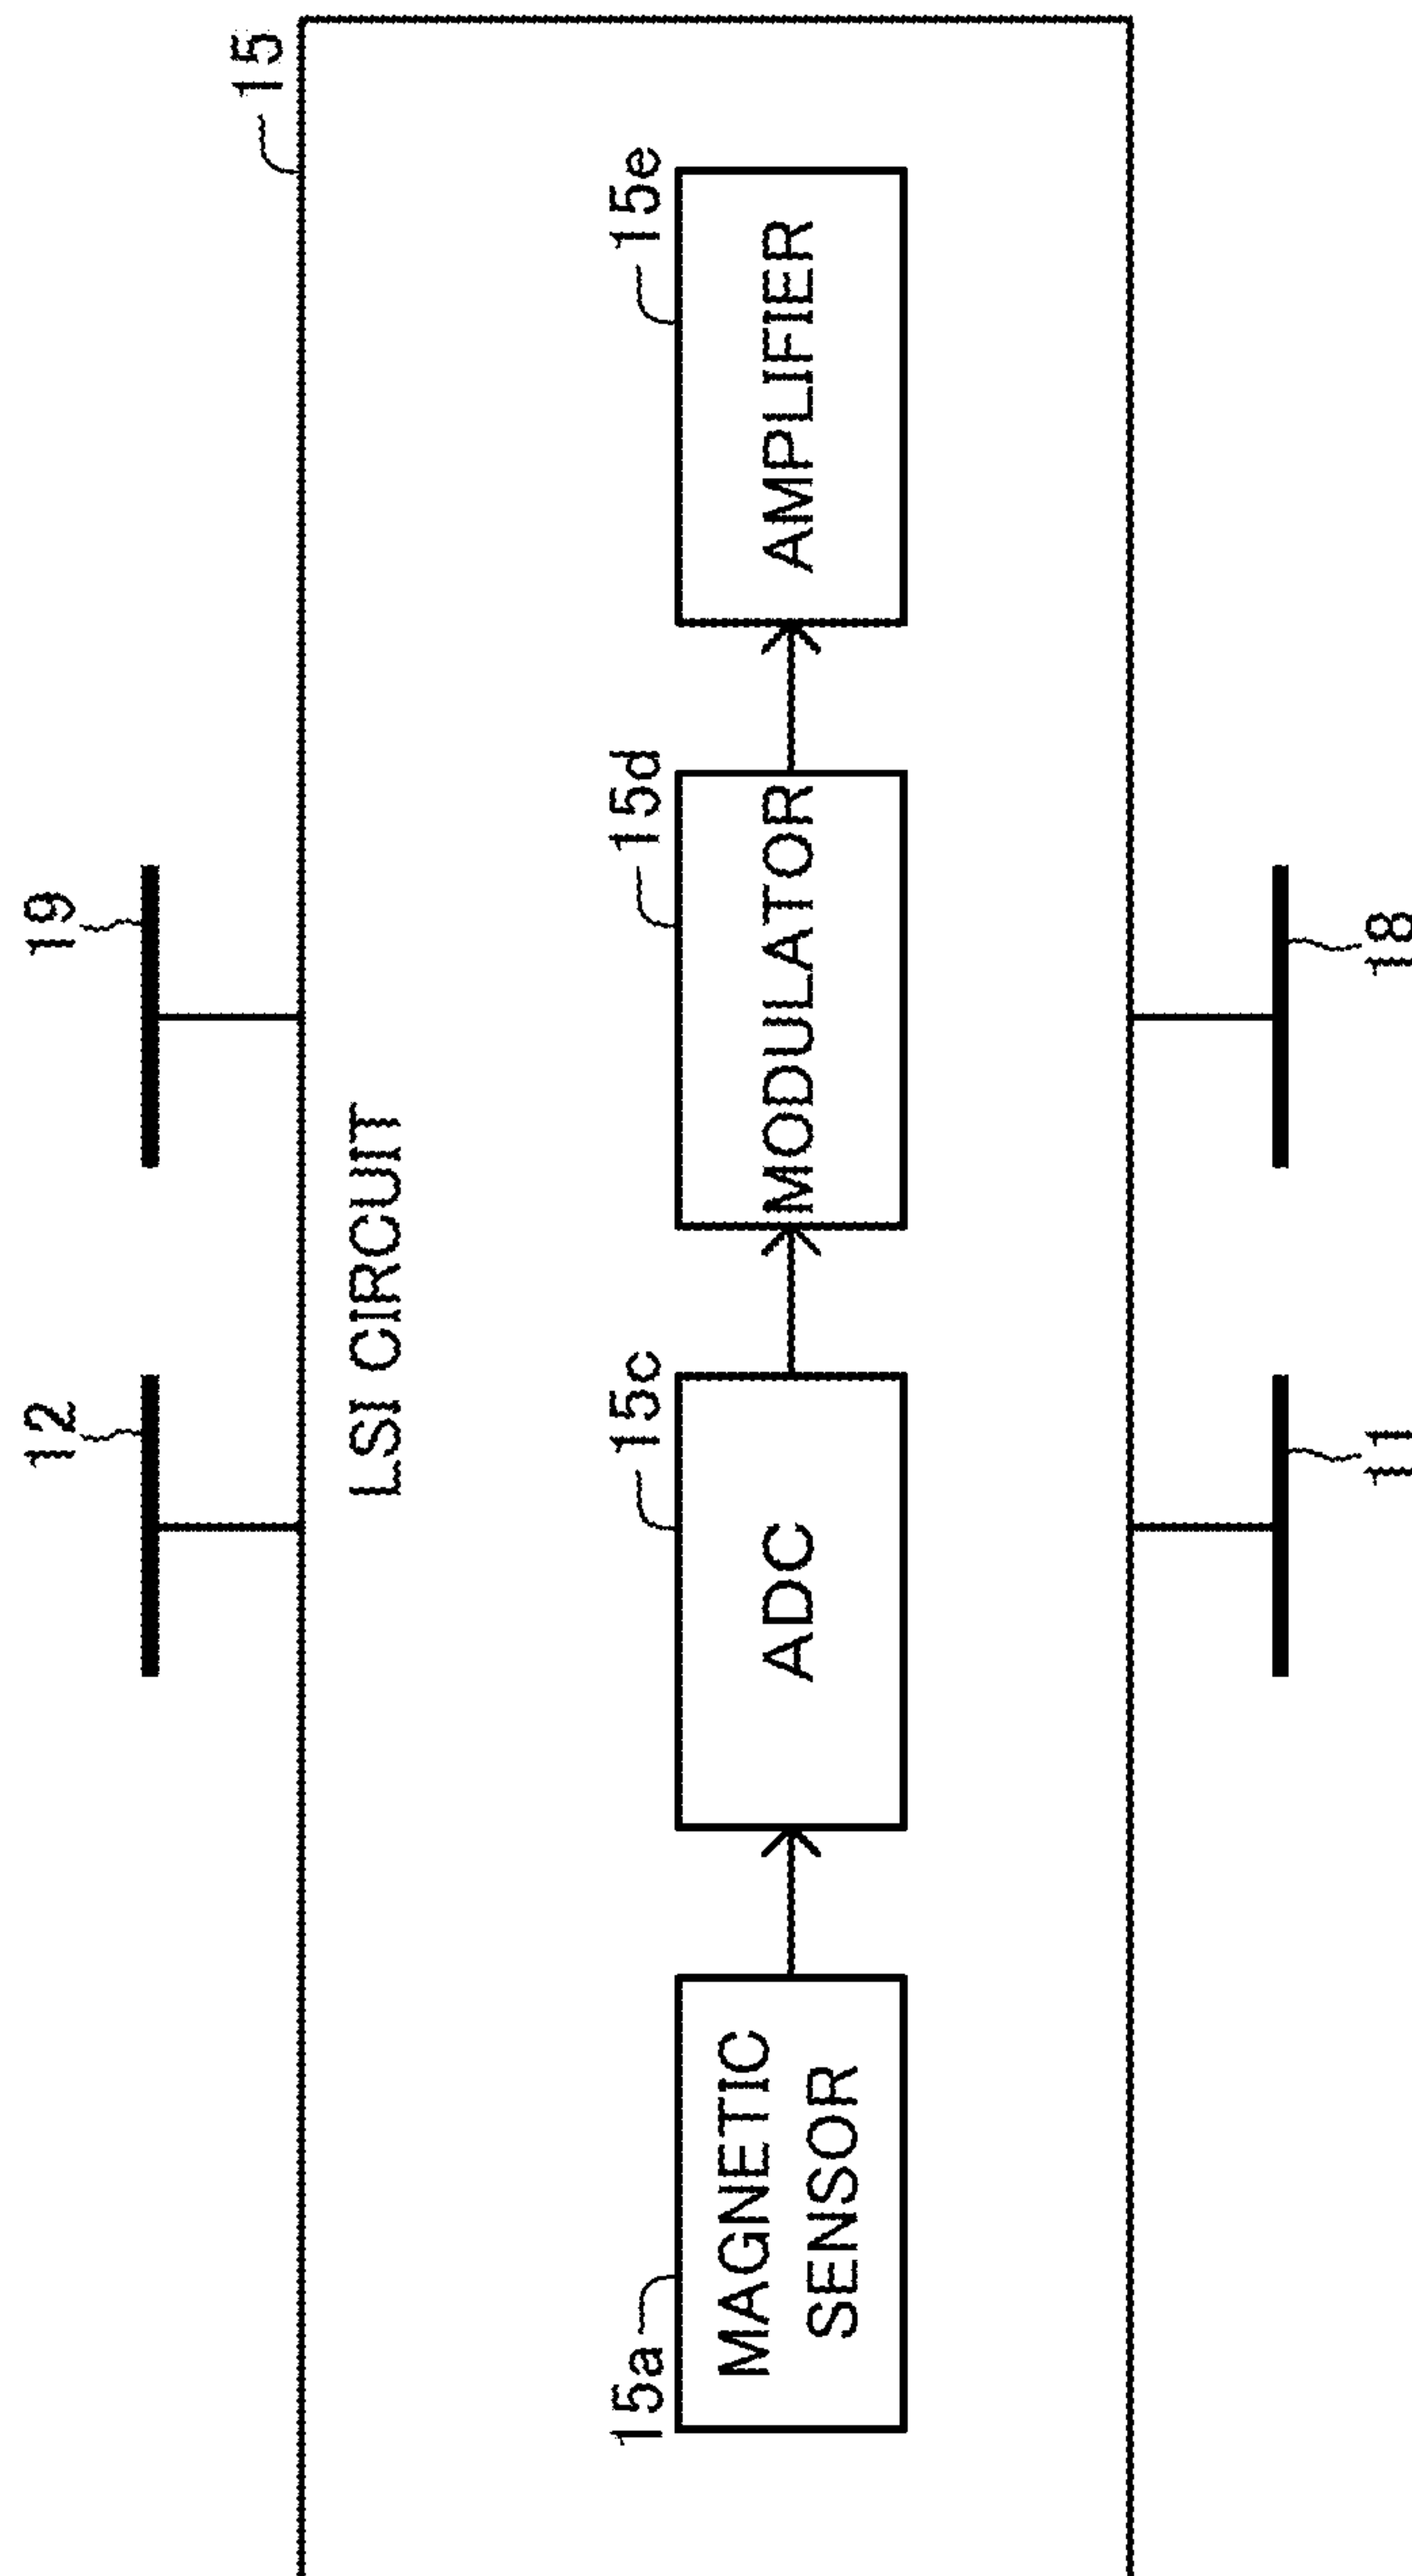 15
19
12
LSI CIRCUIT
15a
15c
15d
15e
MAGNETIC
SENSOR
ADC
MODULATOR
AMPLIFIER
11
18